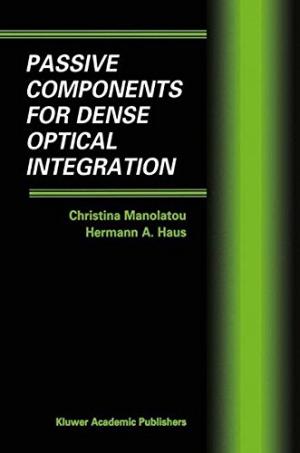 PASSIVE
COMPONENTS
FOR DENSE
OPTICAL
INTEGRATION
Christina Manolatou
Hermann A. Haus
Kluwer Academic Publishers